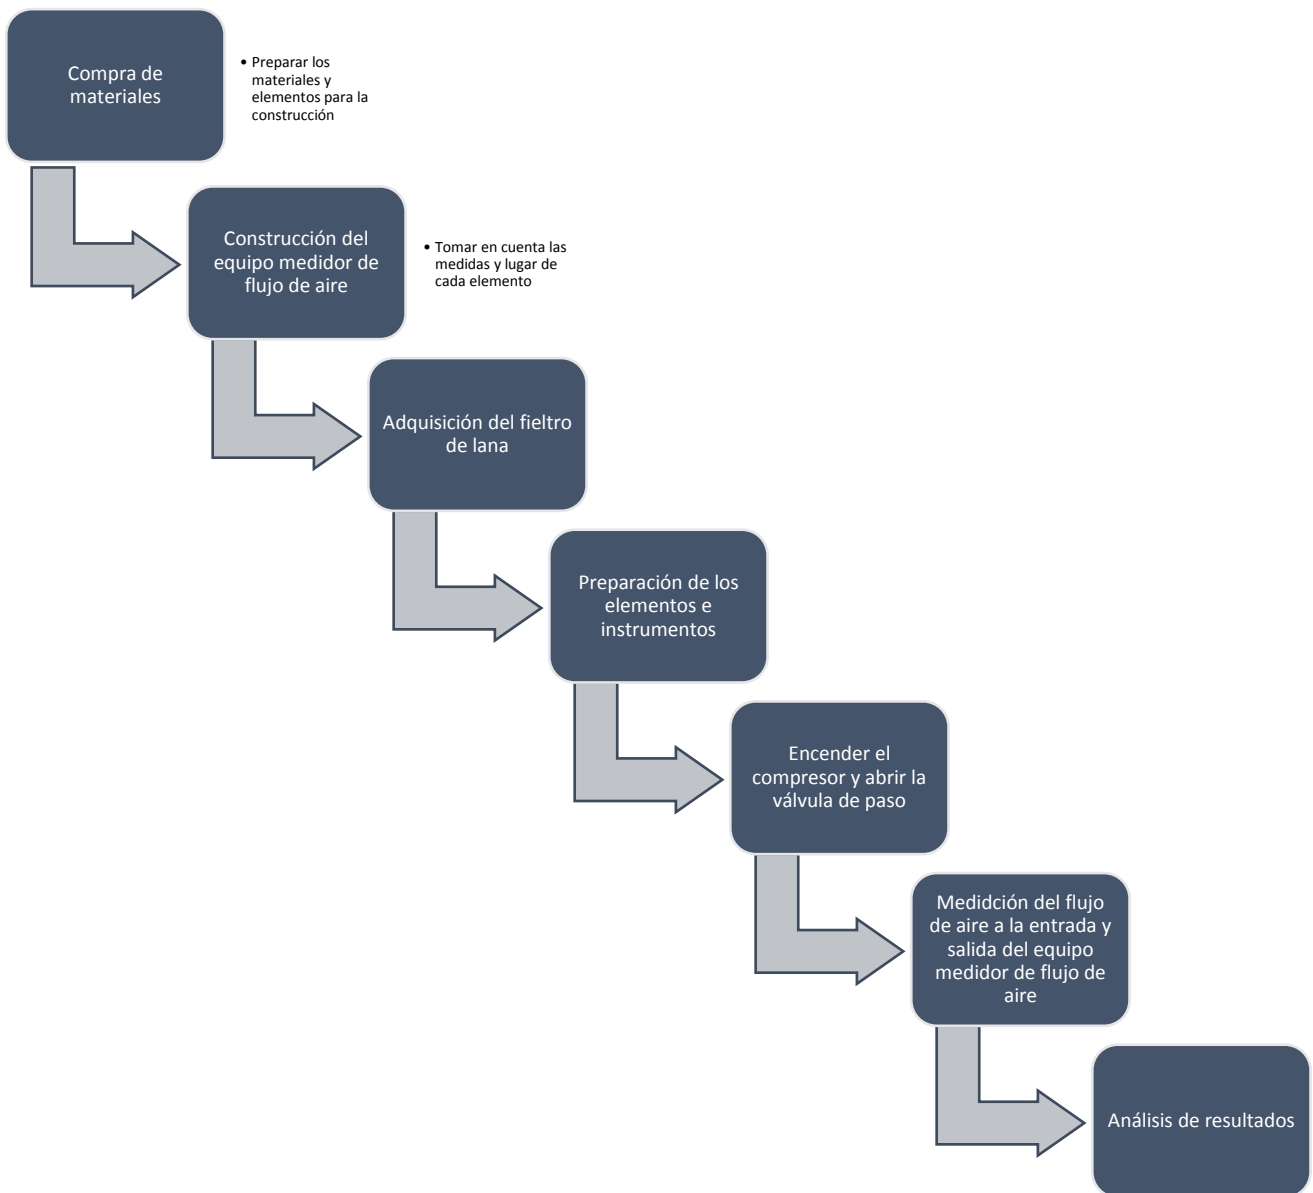 Compra de
materiales
• Preparar los
materiales y
elementos para la
construcción
Construcción del
equipo medidor de
flujo de aire
• Tomar en cuenta las
medidas y lugar de
cada elemento
Adquisición del fieltro
de lana
Preparación de los
elementos e
instrumentos
Encender el
compresor y abrir la
válvula de paso
Medidción del flujo
de aire a la entrada y
salida del equipo
medidor de flujo de
aire
Análisis de resultados